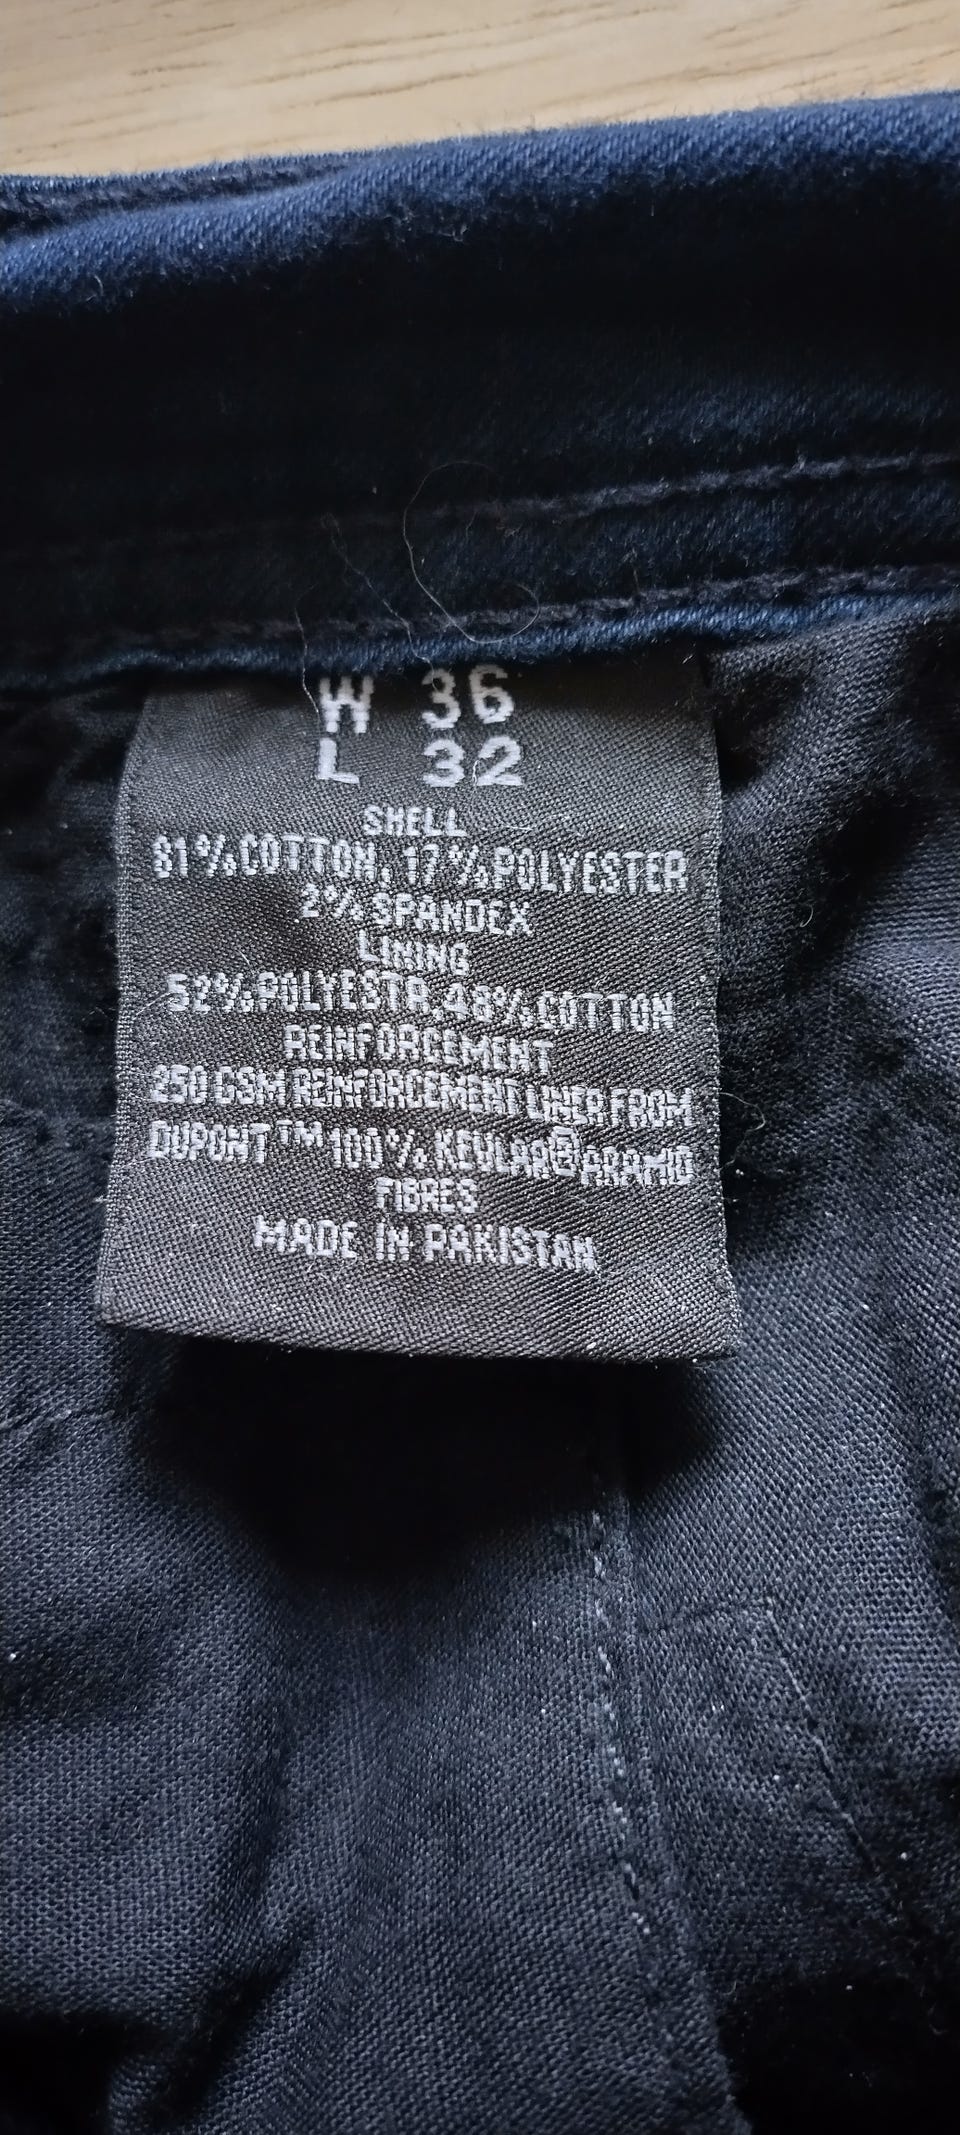 W 36
L 32
SHELL
81%COTTON, 17%POLYESTER
2%SPANDEX
LINING
52%POLYESTR,48%COTTON
REINFORCEMENT
250 GSM REINFORCEMENT LINER FROM
DUPONT™ 100% KEVLAR® ARAMID
FIBRES
MADE IN PAKISTAN